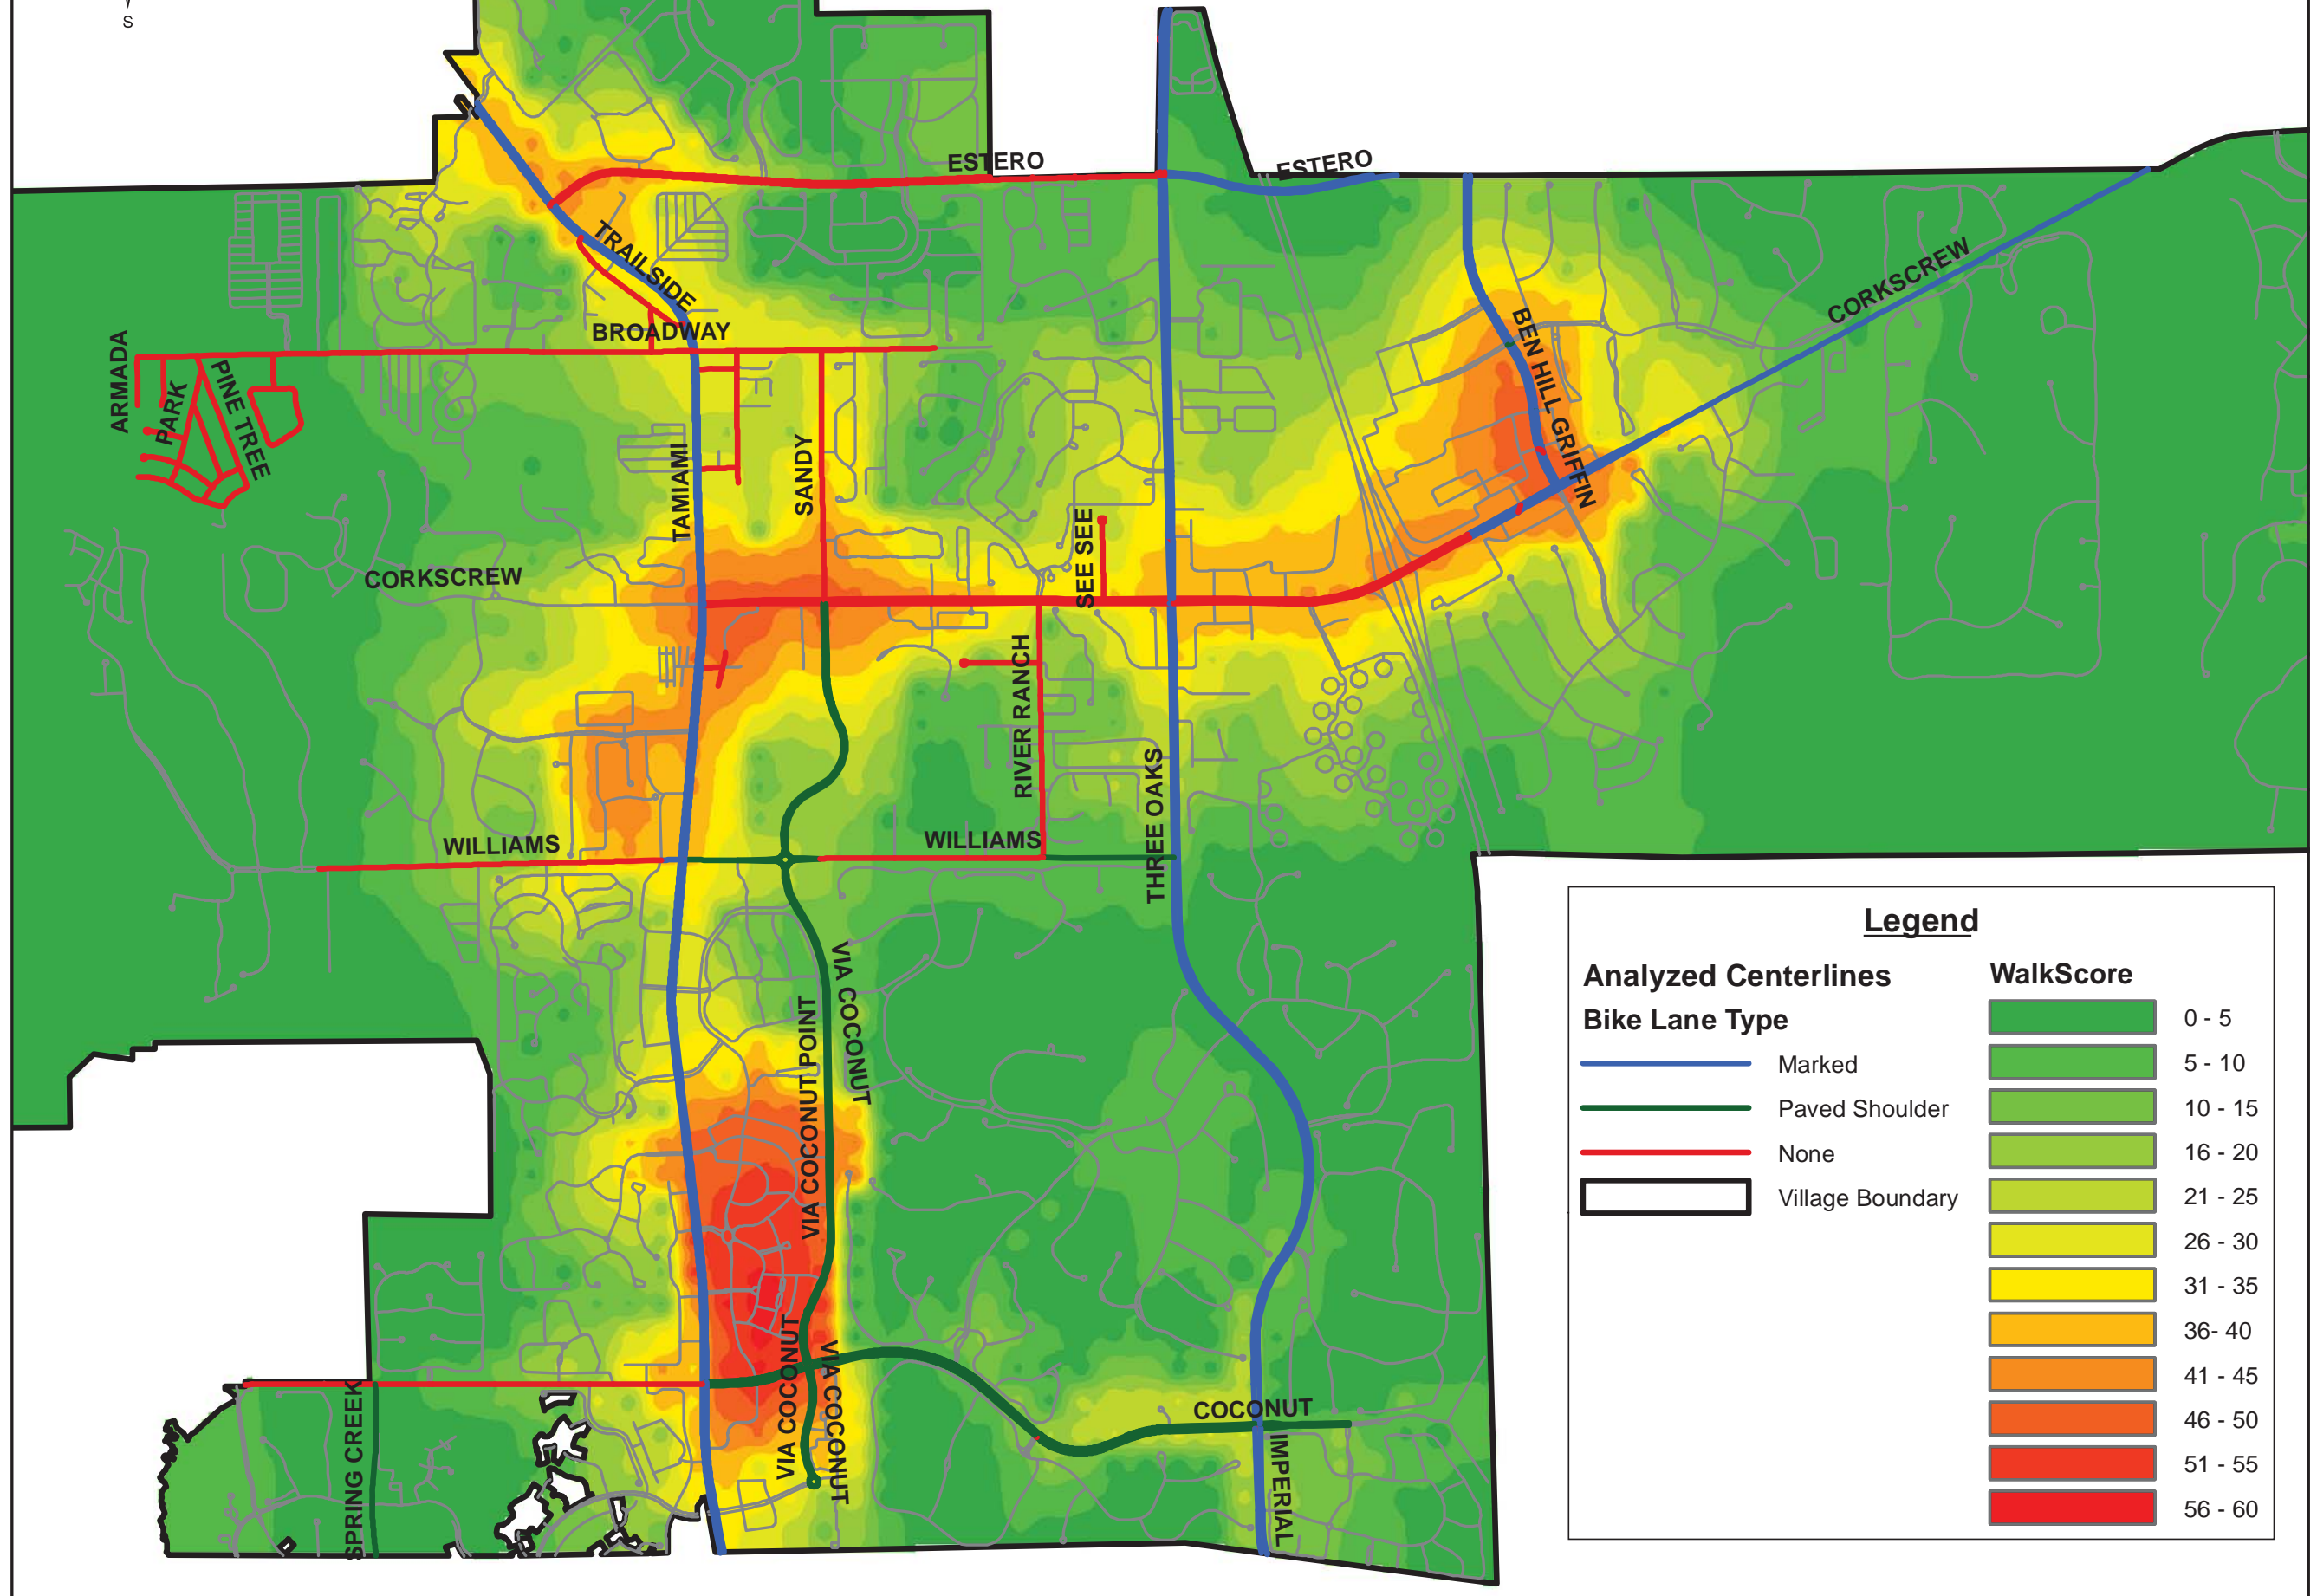 S
ESTERO
ESTERO
TRAILSIDE
BROADWAY
CORKSCREW
BEN HILL GRIFFIN
ARMADA
PARK
PINE TREE
TAMIAMI
SANDY
SEE SEE
CORKSCREW
RIVER RANCH
THREE OAKS
WILLIAMS
WILLIAMS
VIA COCONUT
VIA COCONUT POINT
VIA COCONUT
VIA COCONUT
COCONUT
SPRING CREEK
IMPERIAL
Legend
Analyzed Centerlines
Bike Lane Type
Marked
Paved Shoulder
None
Village Boundary
WalkScore
0 - 5
5 - 10
10 - 15
16 - 20
21 - 25
26 - 30
31 - 35
36- 40
41 - 45
46 - 50
51 - 55
56 - 60